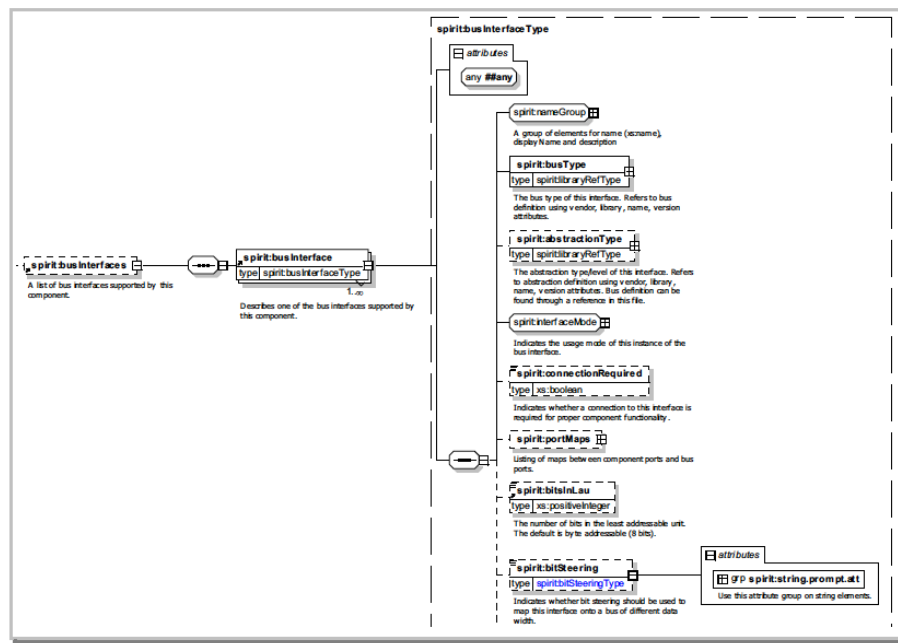 spirit:busInterfaceType
attributes
any ##any
spirit:nameGroup
A group of elements for name (xs:name),
display Name and description
spirit:busType
type spirit:libraryRefType
The bus type of this interface. Refers to bus
definition using vendor, library, name, version
attributes.
spirit:abstractionType
type spirit:libraryRefType
The abstraction type/level of this interface. Refers
to abstraction definition using vendor, library,
name, version attributes. Bus definition can be
found through a reference in this file.
spirit:busInterfaces
A list of bus interfaces supported by this
component.
spirit:busInterface
type spirit:busInterfaceType
1..∞
Describes one of the bus interfaces supported by
this component.
spirit:interfaceMode
Indicates the usage mode of this instance of the
bus interface.
spirit:connectionRequired
type xs:boolean
Indicates whether a connection to this interface is
required for proper component functionality.
spirit:portMaps
Listing of maps between component ports and bus
ports.
spirit:bitsInLau
type xs:positiveInteger
The number of bits in the least addressable unit.
The default is byte addressable (8 bits).
spirit:bitSteering
type spirit:bitSteeringType
Indicates whether bit steering should be used to
map this interface onto a bus of different data
width.
attributes
grp spirit:string.prompt.att
Use this attribute group on string elements.